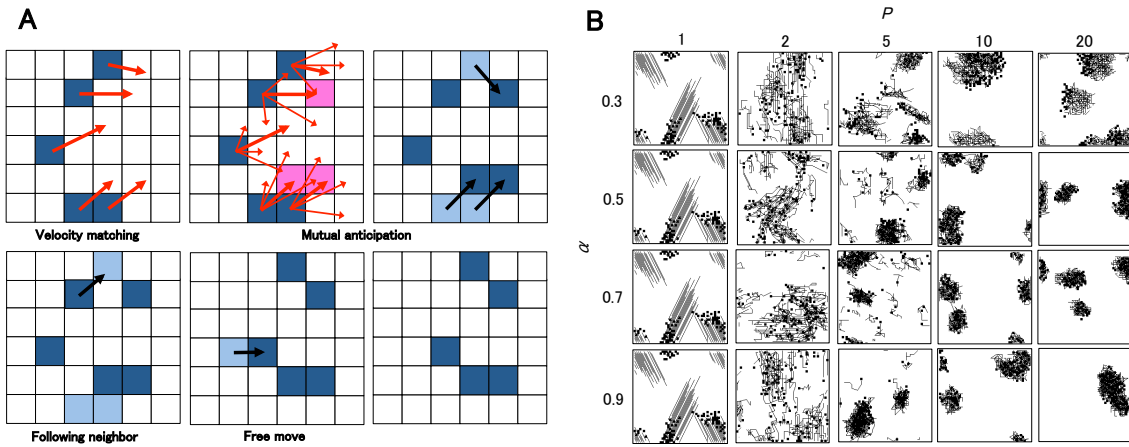 A
Velocity matching
Mutual anticipation
Following neighbor
Free move
B
P
1 2 5 10 20
α
0.3
0.5
0.7
0.9